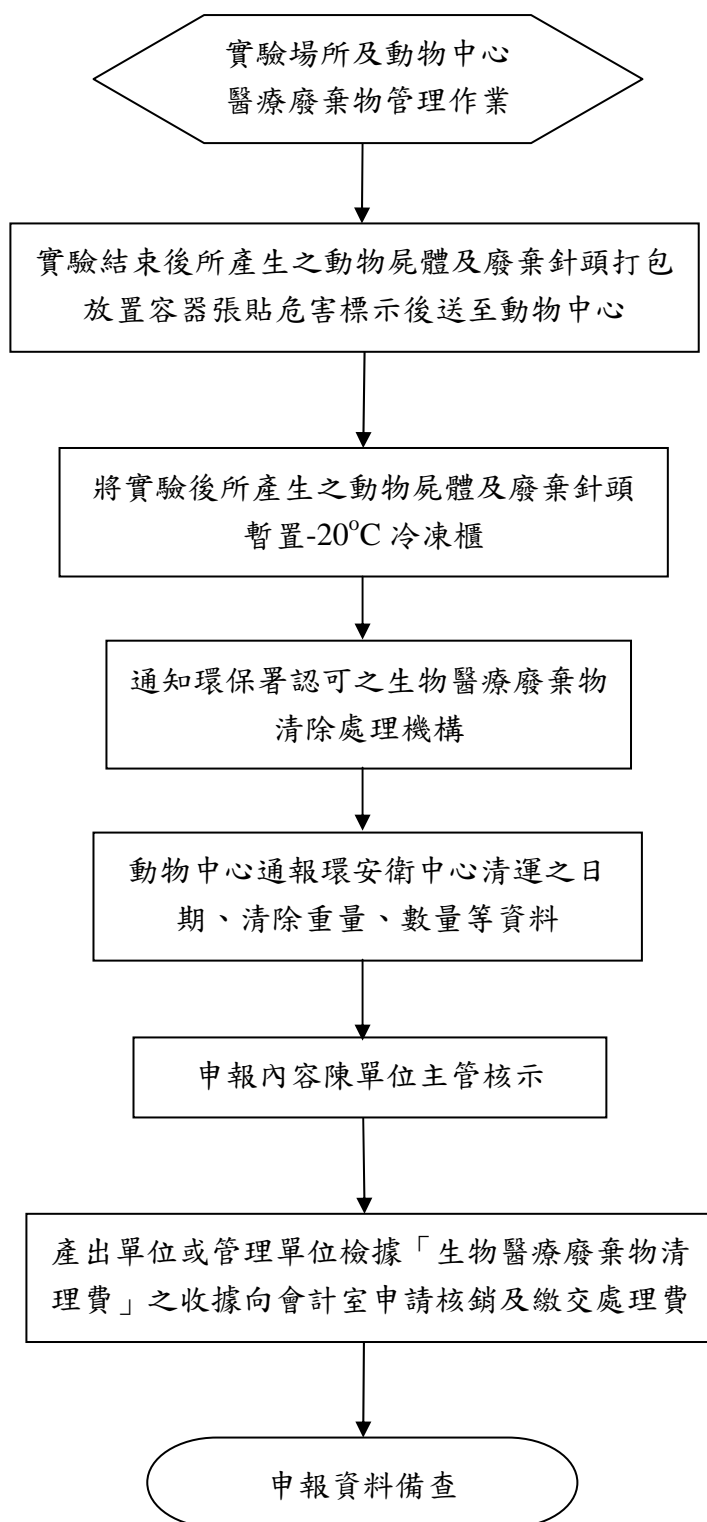 實驗場所及動物中心
醫療廢棄物管理作業
實驗結束後所產生之動物屍體及廢棄針頭打包
放置容器張貼危害標示後送至動物中心
將實驗後所產生之動物屍體及廢棄針頭
暫置-20°C 冷凍櫃
通知環保署認可之生物醫療廢棄物
清除處理機構
動物中心通報環安衛中心清運之日
期、清除重量、數量等資料
申報內容陳單位主管核示
產出單位或管理單位檢據「生物醫療廢棄物清
理費」之收據向會計室申請核銷及繳交處理費
申報資料備查